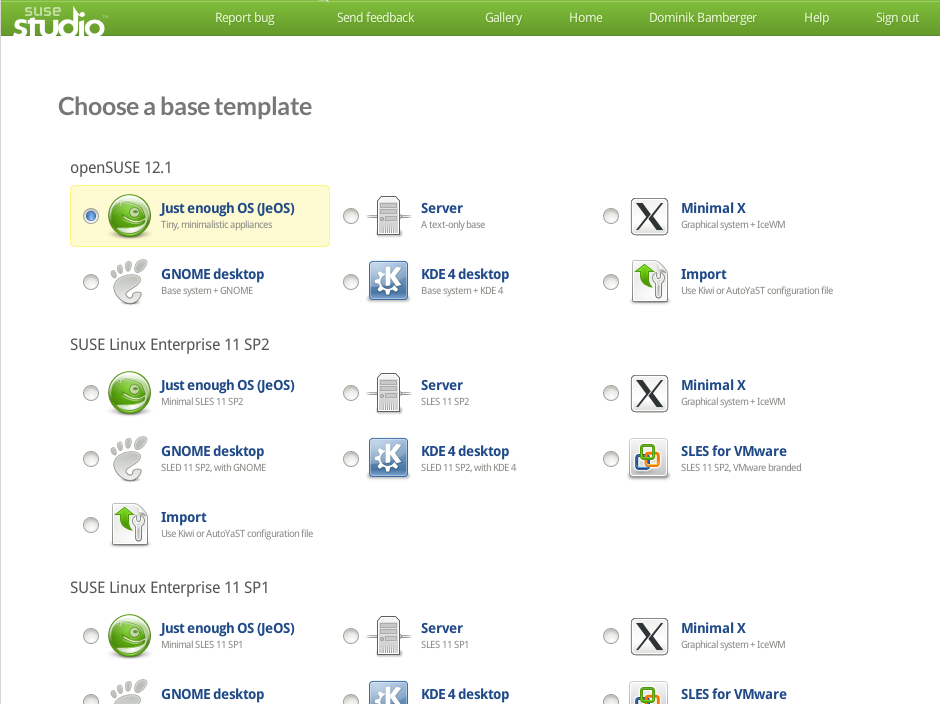 suse
studio
Report bug Send feedback Gallery Home Dominik Bamberger Help Sign out
Choose a base template
openSUSE 12.1
Just enough OS (JeOS) Server Minimal X
Tiny, minimalistic appliances A text-only base Graphical system + IceWM
GNOME desktop KDE 4 desktop Import
Base system + GNOME Base system + KDE 4 Use Kiwi or AutoYaST configuration file
SUSE Linux Enterprise 11 SP2
Just enough OS (JeOS) Server Minimal X
Minimal SLES 11 SP2 SLES 11 SP2 Graphical system + IceWM
GNOME desktop KDE 4 desktop SLES for VMware
SLED 11 SP2, with GNOME SLED 11 SP2, with KDE 4 SLES 11 SP2, VMware branded
Import
Use Kiwi or AutoYaST configuration file
SUSE Linux Enterprise 11 SP1
Just enough OS (JeOS) Server Minimal X
Minimal SLES 11 SP1 SLES 11 SP1 Graphical system + IceWM
GNOME desktop KDE 4 desktop SLES for VMware